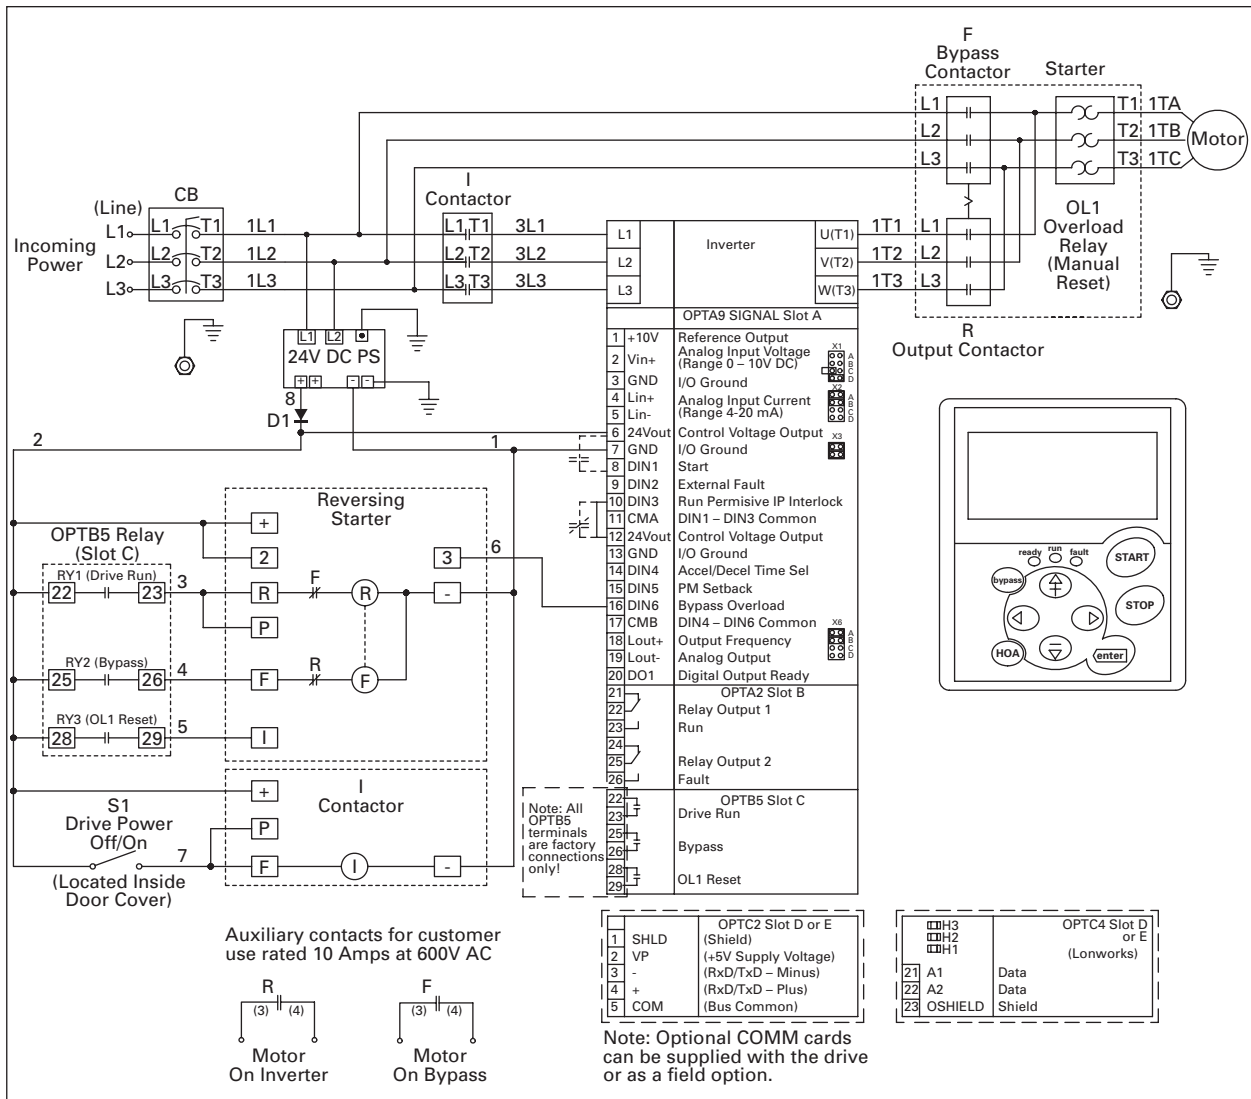 F
Bypass
Contactor
Starter
L1
T1 1TA
L2
T2 1TB
Motor
L3
T3 1TC
CB
I
Contactor
(Line)
Incoming
Power
L1
L1 T1
1L1
L1 T1
3L1
L2
L2 T2
1L2
L2 T2
3L2
L3
L3 T3
1L3
L3 T3
3L3
L1
Inverter
U(T1)
1T1
L1
L2
V(T2)
1T2
L2
L3
W(T3)
1T3
L3
OL1
Overload
Relay
(Manual
Reset)
R
Output Contactor
L1 L2
24V DC PS
+ + - -
8
D1
2
1
OPTA9 SIGNAL Slot A
1 +10V Reference Output
2 Vin+ Analog Input Voltage
(Range 0 – 10V DC)
3 GND I/O Ground
4 Lin+ Analog Input Current
5 Lin- (Range 4-20 mA)
6 24Vout Control Voltage Output
7 GND I/O Ground
8 DIN1 Start
9 DIN2 External Fault
10 DIN3 Run Permisive IP Interlock
11 CMA DIN1 – DIN3 Common
12 24Vout Control Voltage Output
13 GND I/O Ground
14 DIN4 Accel/Decel Time Sel
15 DIN5 PM Setback
16 DIN6 Bypass Overload
17 CMB DIN4 – DIN6 Common
18 Lout+ Output Frequency
19 Lout- Analog Output
20 DO1 Digital Output Ready
X1
A
B
C
D
X2
A
B
C
D
X3
X6
A
B
C
D
21 OPTA2 Slot B
22 Relay Output 1
23 Run
24
25 Relay Output 2
26 Fault
22 OPTB5 Slot C
23 Drive Run
25
26 Bypass
28
29 OL1 Reset
Note: All
OPTB5
terminals
are factory
connections
only!
Reversing
Starter
+
2
3
6
OPTB5 Relay
(Slot C)
RY1 (Drive Run)
22 23
3
R
F
R
-
P
RY2 (Bypass)
25 26
4
F
R
F
RY3 (OL1 Reset)
28 29
5
I
I
Contactor
+
P
S1
Drive Power
Off/On
7
F
I
-
(Located Inside
Door Cover)
ready run fault
START
bypass
STOP
HOA
enter
Auxiliary contacts for customer
use rated 10 Amps at 600V AC
R
(3) (4)
Motor
On Inverter
F
(3) (4)
Motor
On Bypass
OPTC2 Slot D or E
1 SHLD (Shield)
2 VP (+5V Supply Voltage)
3 - (RxD/TxD – Minus)
4 + (RxD/TxD – Plus)
5 COM (Bus Common)
Note: Optional COMM cards
can be supplied with the drive
or as a field option.
H3
H2
H1
OPTC4 Slot D
or E
(Lonworks)
21 A1 Data
22 A2 Data
23 OSHIELD Shield